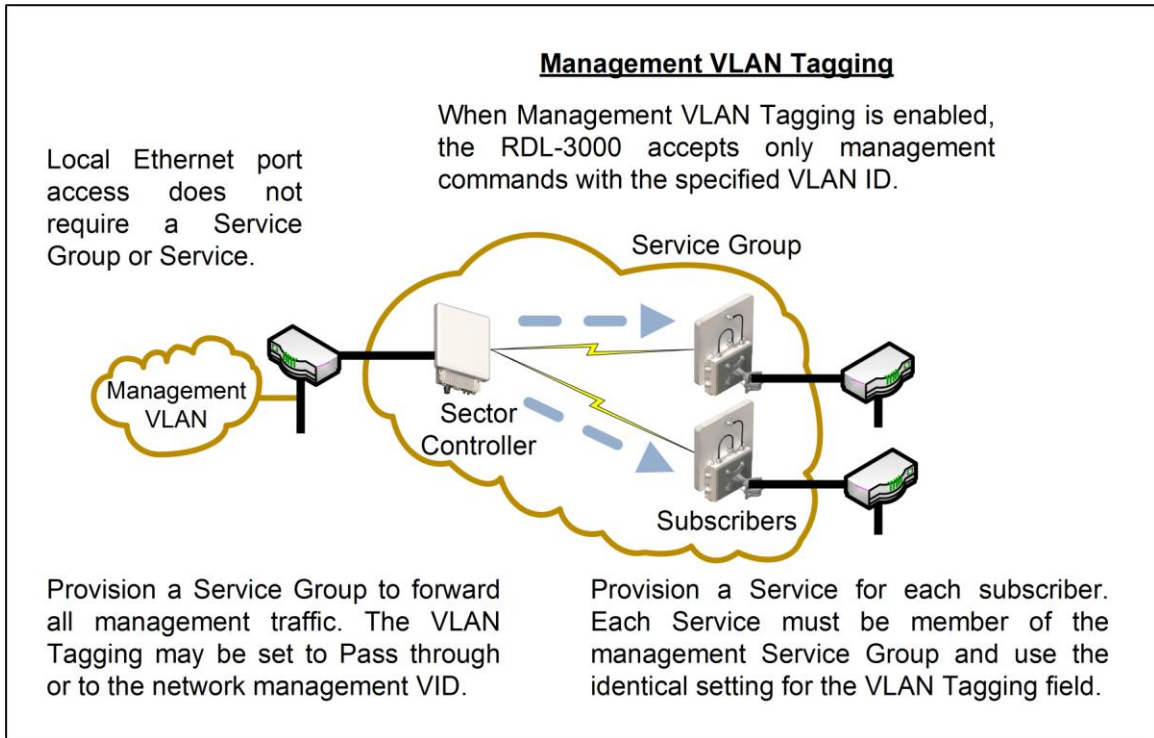 Management VLAN Tagging
When Management VLAN Tagging is enabled,
the RDL-3000 accepts only management
commands with the specified VLAN ID.
Local Ethernet port
access does not
require a Service
Group or Service.
Service Group
Management
VLAN
Sector
Controller
Subscribers
Provision a Service Group to forward
all management traffic. The VLAN
Tagging may be set to Pass through
or to the network management VID.
Provision a Service for each subscriber.
Each Service must be member of the
management Service Group and use the
identical setting for the VLAN Tagging field.